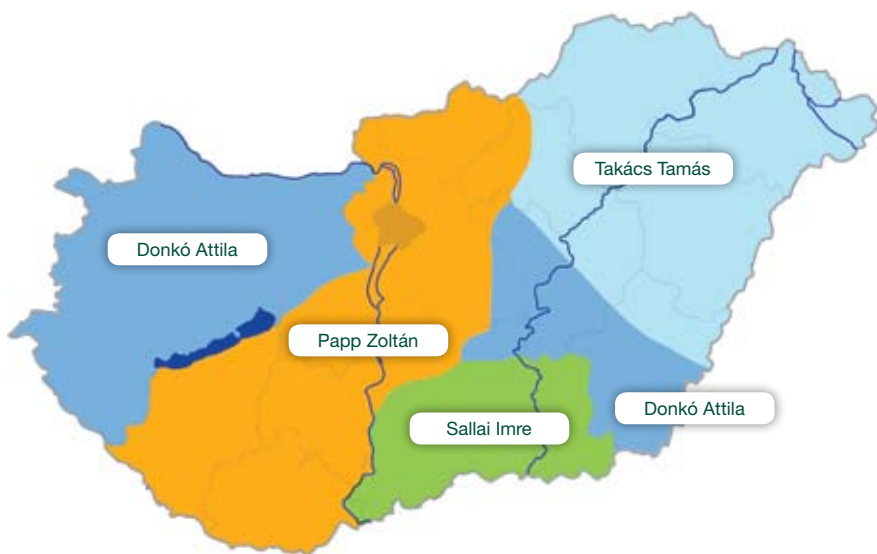 Takács Tamás
Donkó Attila
Papp Zoltán
Donkó Attila
Sallai Imre